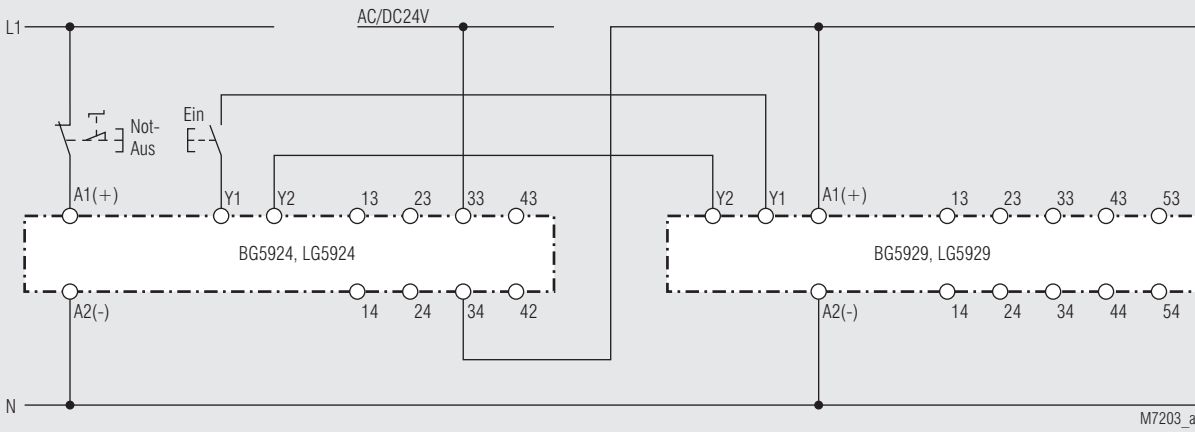 L1
AC/DC24V
Ein
Not-
Aus
A1(+)
Y1
Y2
13
23
33
43
Y2
Y1
A1(+)
13
23
33
43
53
BG5924, LG5924
BG5929, LG5929
A2(-)
14
24
34
42
A2(-)
14
24
34
44
54
N
M7203_a